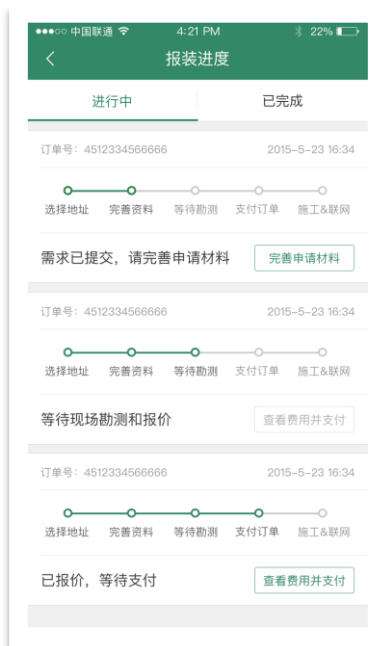 中国联通 4:21 PM 22%
报装进度
进行中 已完成
订单号：4512334566666 2015-5-23 16:34
选择地址 完善资料 等待勘测 支付订单 施工&联网
需求已提交，请完善申请材料 完善申请材料
订单号：4512334566666 2015-5-23 16:34
选择地址 完善资料 等待勘测 支付订单 施工&联网
等待现场勘测和报价 查看费用并支付
订单号：4512334566666 2015-5-23 16:34
选择地址 完善资料 等待勘测 支付订单 施工&联网
已报价，等待支付 查看费用并支付